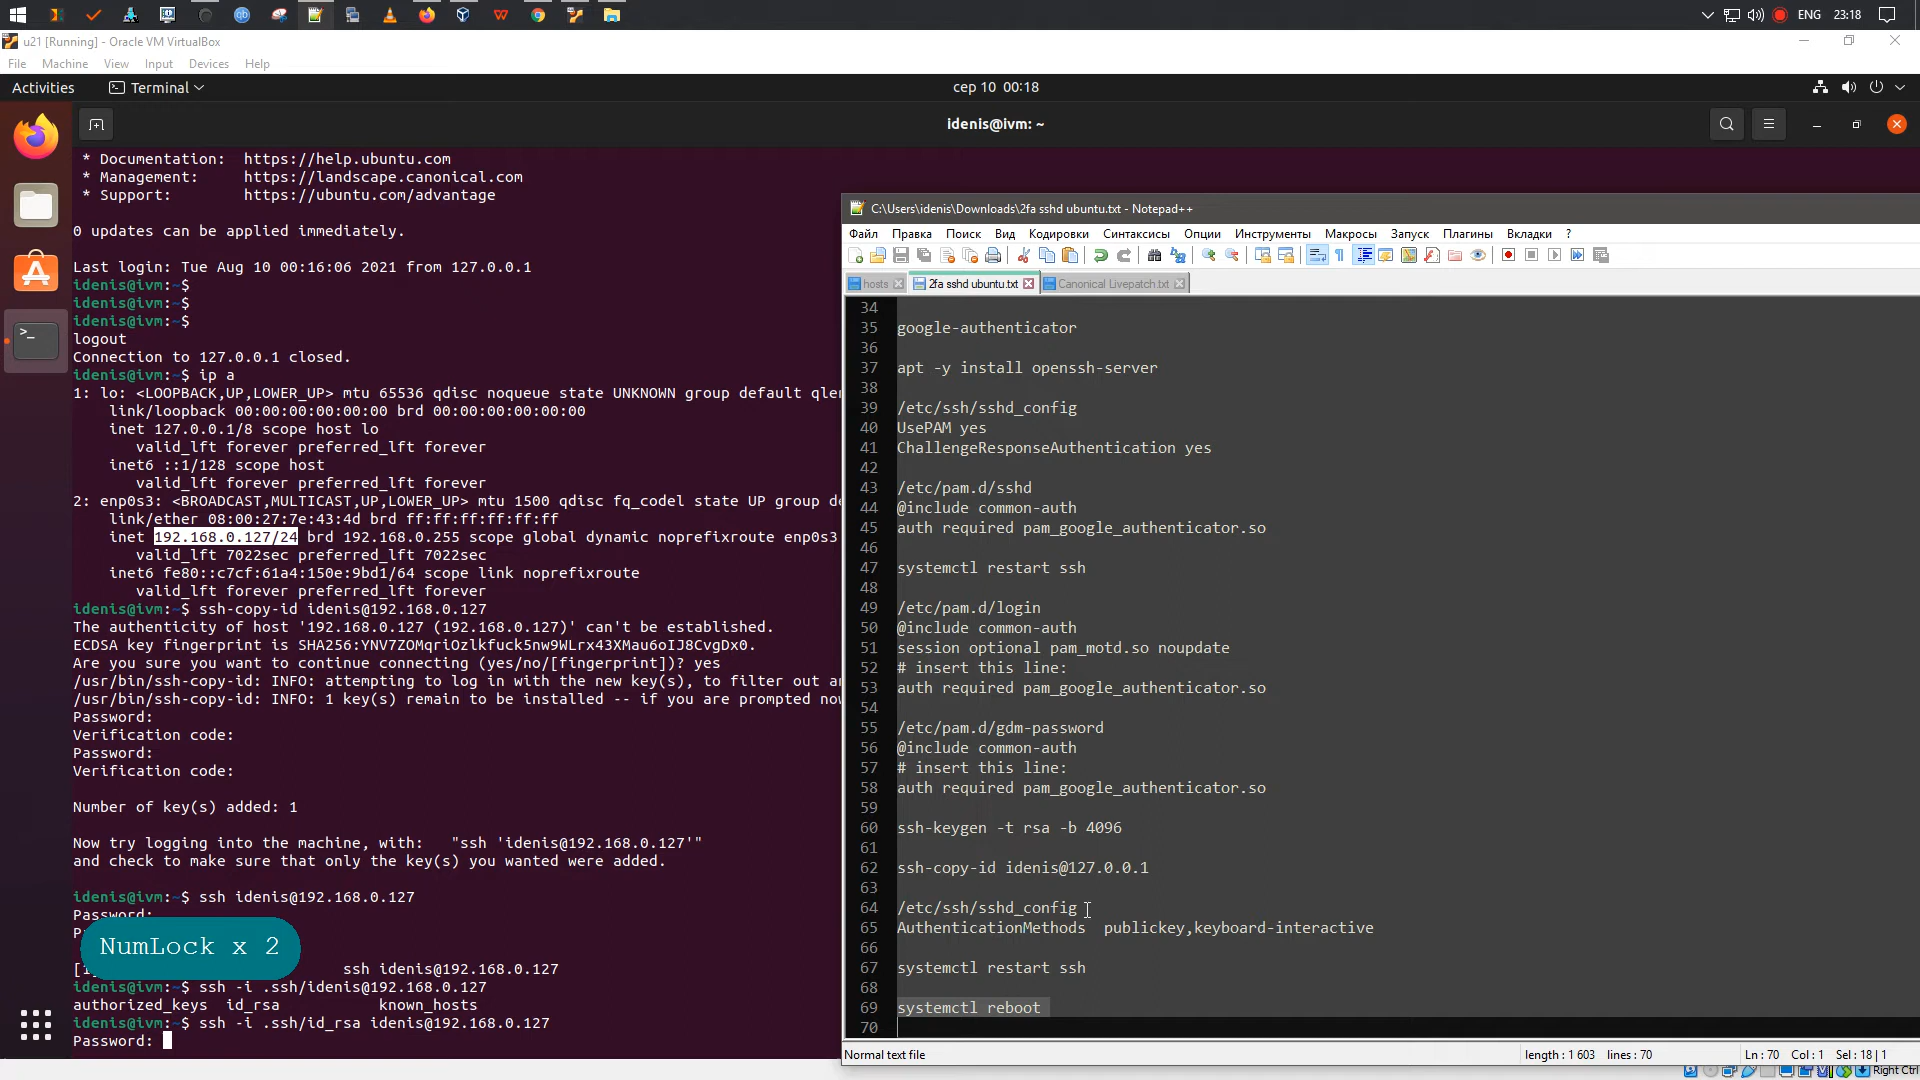 ENG
23:18
u21 [Running] - Oracle VM VirtualBox
File Machine View Input Devices Help
Activities
Terminal
сер 10 00:18
idenis@ivm: ~
* Documentation: https://help.ubuntu.com
* Management: https://landscape.canonical.com
* Support: https://ubuntu.com/advantage
0 updates can be applied immediately.
Last login: Tue Aug 10 00:16:06 2021 from 127.0.0.1
idenis@ivm:~$
idenis@ivm:~$
idenis@ivm:~$
logout
Connection to 127.0.0.1 closed.
idenis@ivm:~$ ip a
1: lo: <LOOPBACK,UP,LOWER_UP> mtu 65536 qdisc noqueue state UNKNOWN group default qlen
link/loopback 00:00:00:00:00:00 brd 00:00:00:00:00:00
inet 127.0.0.1/8 scope host lo
valid_lft forever preferred_lft forever
inet6 ::1/128 scope host
valid_lft forever preferred_lft forever
2: enp0s3: <BROADCAST,MULTICAST,UP,LOWER_UP> mtu 1500 qdisc fq_codel state UP group de
link/ether 08:00:27:7e:43:4d brd ff:ff:ff:ff:ff:ff
inet 192.168.0.127/24 brd 192.168.0.255 scope global dynamic noprefixroute enp0s3
valid_lft 7022sec preferred_lft 7022sec
inet6 fe80::c7cf:61a4:150e:9bd1/64 scope link noprefixroute
valid_lft forever preferred_lft forever
idenis@ivm:~$ ssh-copy-id idenis@192.168.0.127
The authenticity of host '192.168.0.127 (192.168.0.127)' can't be established.
ECDSA key fingerprint is SHA256:YNV7ZOMqriOzlkfuck5nw9WLrx43XMau6oIJ8CvgDx0.
Are you sure you want to continue connecting (yes/no/[fingerprint])? yes
/usr/bin/ssh-copy-id: INFO: attempting to log in with the new key(s), to filter out an
/usr/bin/ssh-copy-id: INFO: 1 key(s) remain to be installed -- if you are prompted now
Password:
Verification code:
Password:
Verification code:
Number of key(s) added: 1
Now try logging into the machine, with: "ssh 'idenis@192.168.0.127'"
and check to make sure that only the key(s) you wanted were added.
idenis@ivm:~$ ssh idenis@192.168.0.127
Password:
NumLock x 2
ssh idenis@192.168.0.127
idenis@ivm:~$ ssh -i .ssh/idenis@192.168.0.127
authorized_keys id_rsa known_hosts
idenis@ivm:~$ ssh -i .ssh/id_rsa idenis@192.168.0.127
Password:
C:\Users\idenis\Downloads\2fa sshd ubuntu.txt - Notepad++
Файл Правка Поиск Вид Кодировки Синтаксисы Опции Инструменты Макросы Запуск Плагины Вкладки ?
hosts
2fa sshd ubuntu.txt
Canonical Livepatch.txt
34
35 google-authenticator
36
37 apt -y install openssh-server
38
39 /etc/ssh/sshd_config
40 UsePAM yes
41 ChallengeResponseAuthentication yes
42
43 /etc/pam.d/sshd
44 @include common-auth
45 auth required pam_google_authenticator.so
46
47 systemctl restart ssh
48
49 /etc/pam.d/login
50 @include common-auth
51 session optional pam_motd.so noupdate
52 # insert this line:
53 auth required pam_google_authenticator.so
54
55 /etc/pam.d/gdm-password
56 @include common-auth
57 # insert this line:
58 auth required pam_google_authenticator.so
59
60 ssh-keygen -t rsa -b 4096
61
62 ssh-copy-id idenis@127.0.0.1
63
64 /etc/ssh/sshd_config
65 AuthenticationMethods publickey,keyboard-interactive
66
67 systemctl restart ssh
68
69 systemctl reboot
70
Normal text file
length : 1 603 lines : 70
Ln : 70 Col : 1 Sel : 18 | 1
Right Ctrl